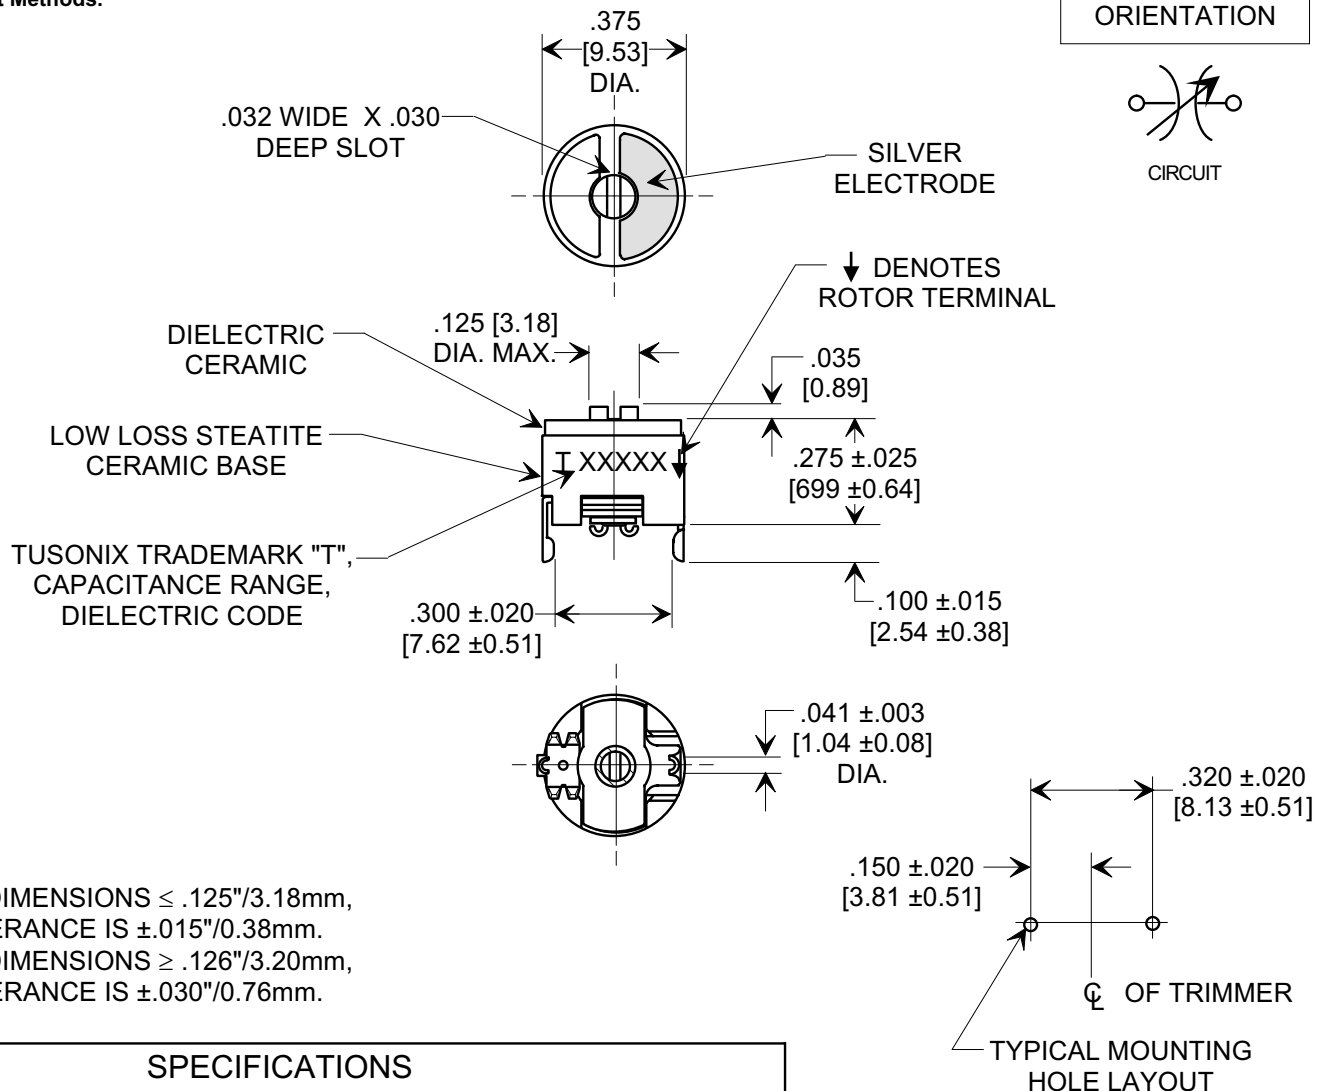 t Methods:
ORIENTATION
CIRCUIT
.375
[9.53]
DIA.
.032 WIDE X .030
DEEP SLOT
SILVER
ELECTRODE
↓ DENOTES
ROTOR TERMINAL
DIELECTRIC
CERAMIC
.125 [3.18]
DIA. MAX.
.035
[0.89]
LOW LOSS STEATITE
CERAMIC BASE
T XXXXX
.275 ±.025
[699 ±0.64]
TUSONIX TRADEMARK "T",
CAPACITANCE RANGE,
DIELECTRIC CODE
.300 ±.020
[7.62 ±0.51]
.100 ±.015
[2.54 ±0.38]
.041 ±.003
[1.04 ±0.08]
DIA.
.320 ±.020
[8.13 ±0.51]
.150 ±.020
[3.81 ±0.51]
℄ OF TRIMMER
TYPICAL MOUNTING
HOLE LAYOUT
DIMENSIONS ≤ .125"/3.18mm,
ERANCE IS ±.015"/0.38mm.
DIMENSIONS ≥ .126"/3.20mm,
ERANCE IS ±.030"/0.76mm.
SPECIFICATIONS